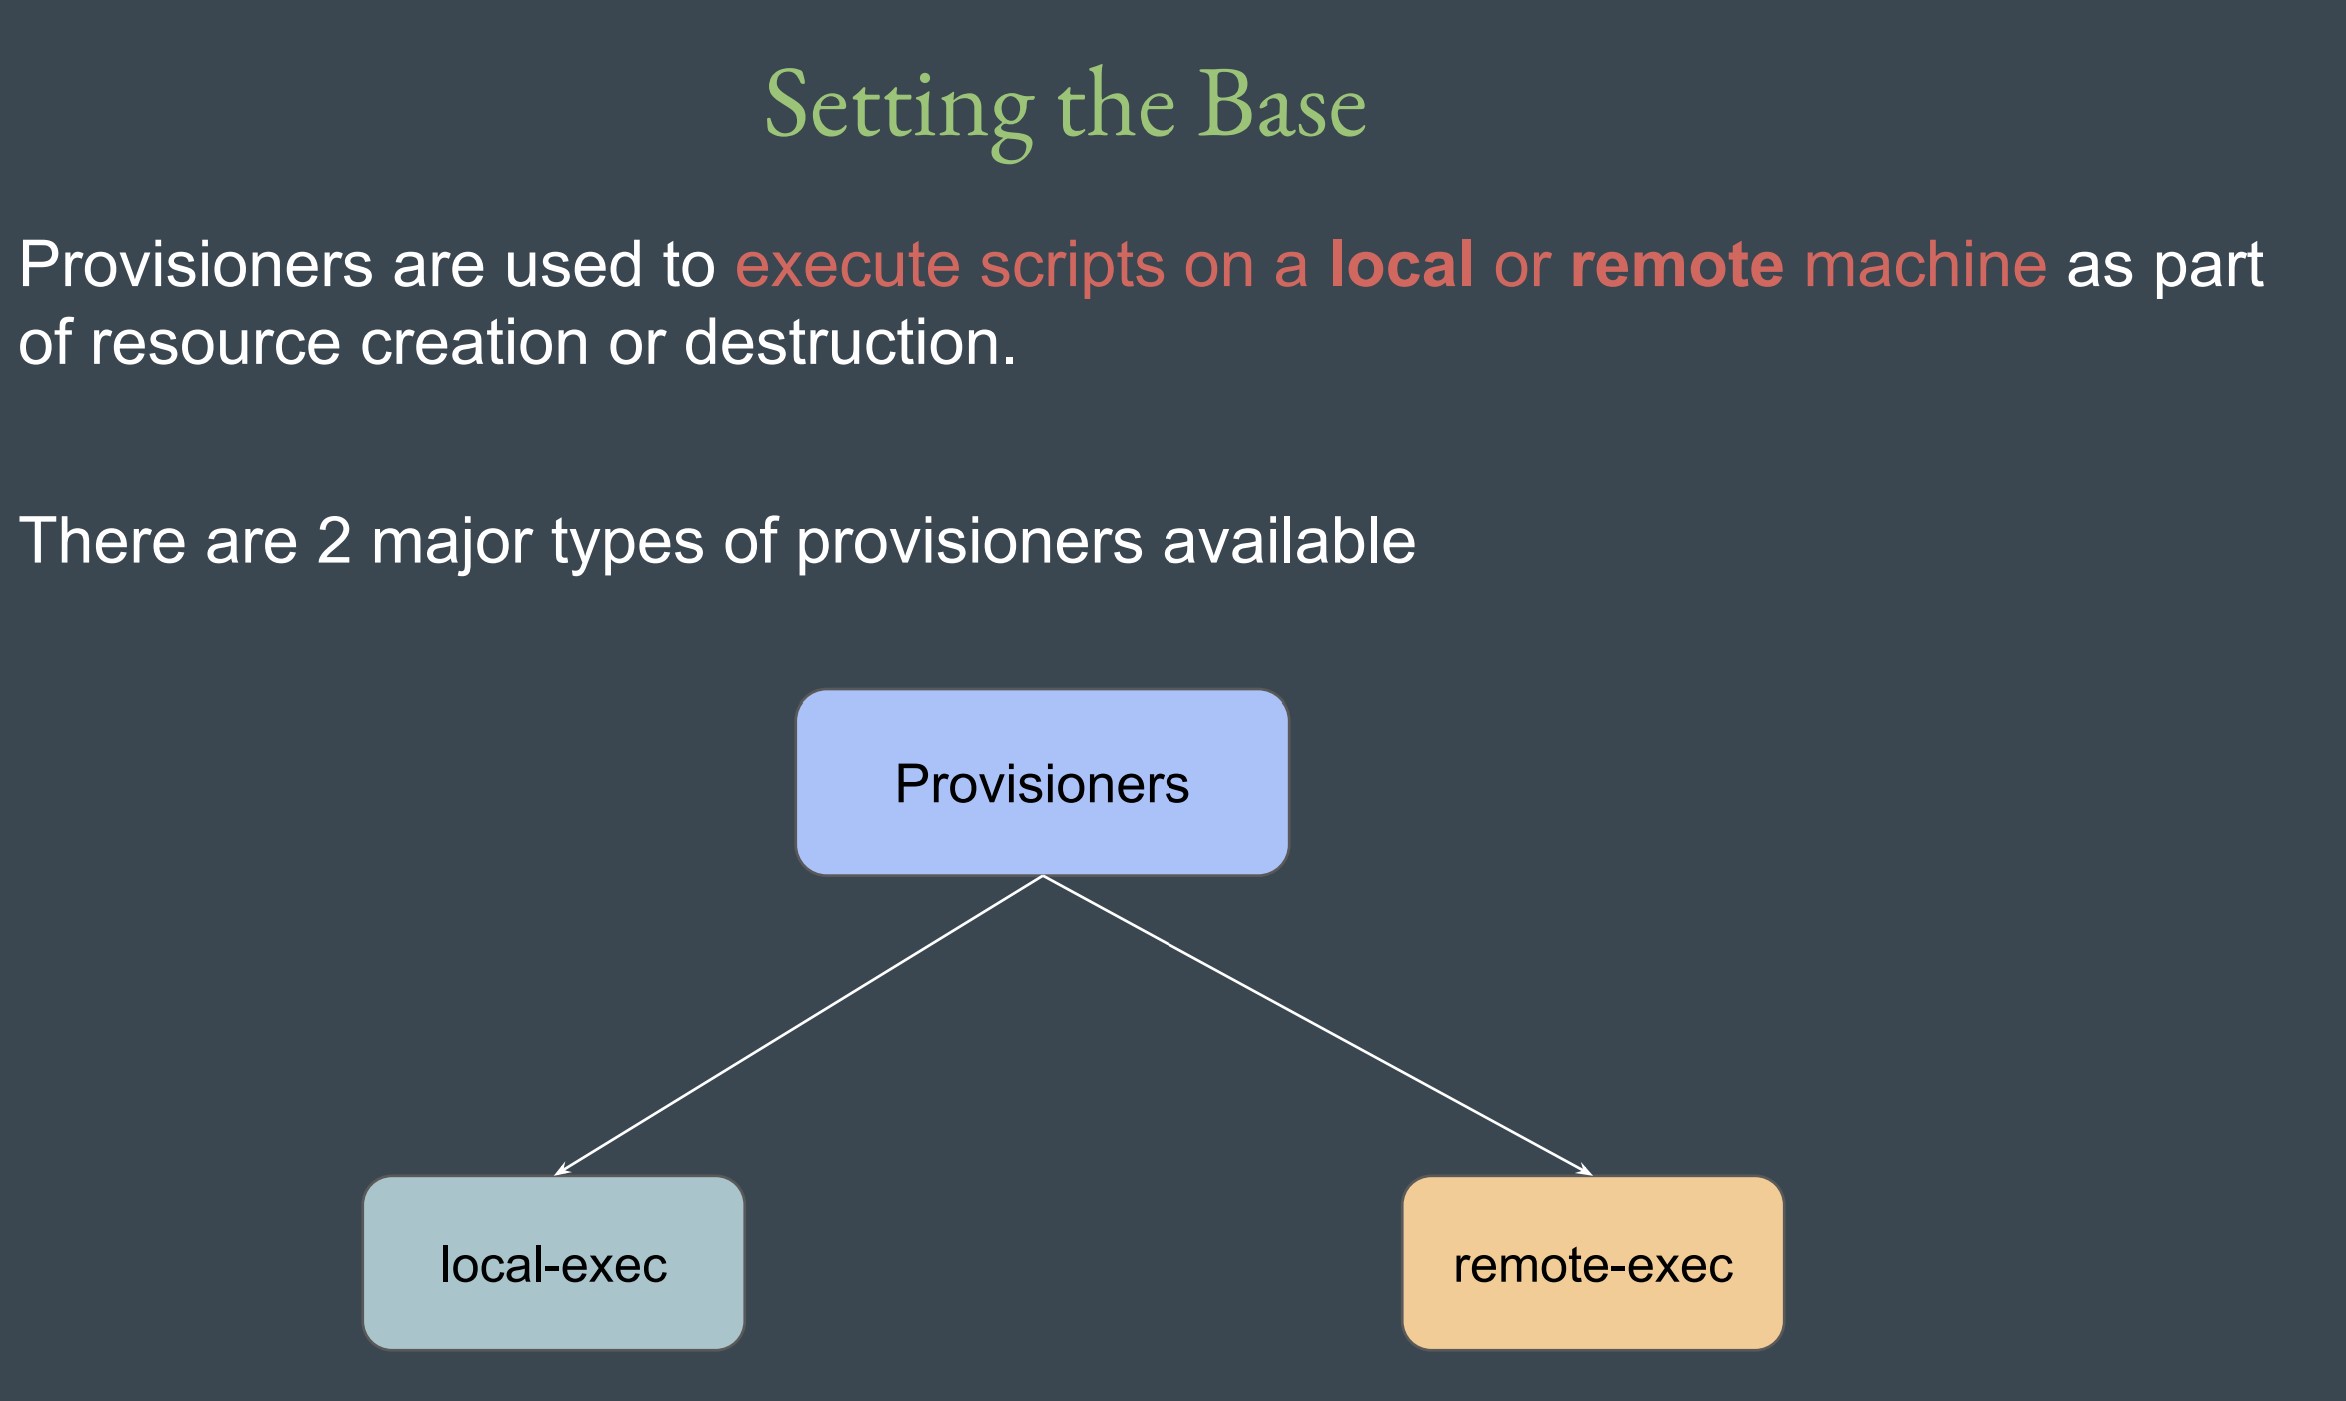 Setting the Base
Provisioners are used to execute scripts on a local or remote machine as part
of resource creation or destruction.
There are 2 major types of provisioners available
Provisioners
local-exec
remote-exec